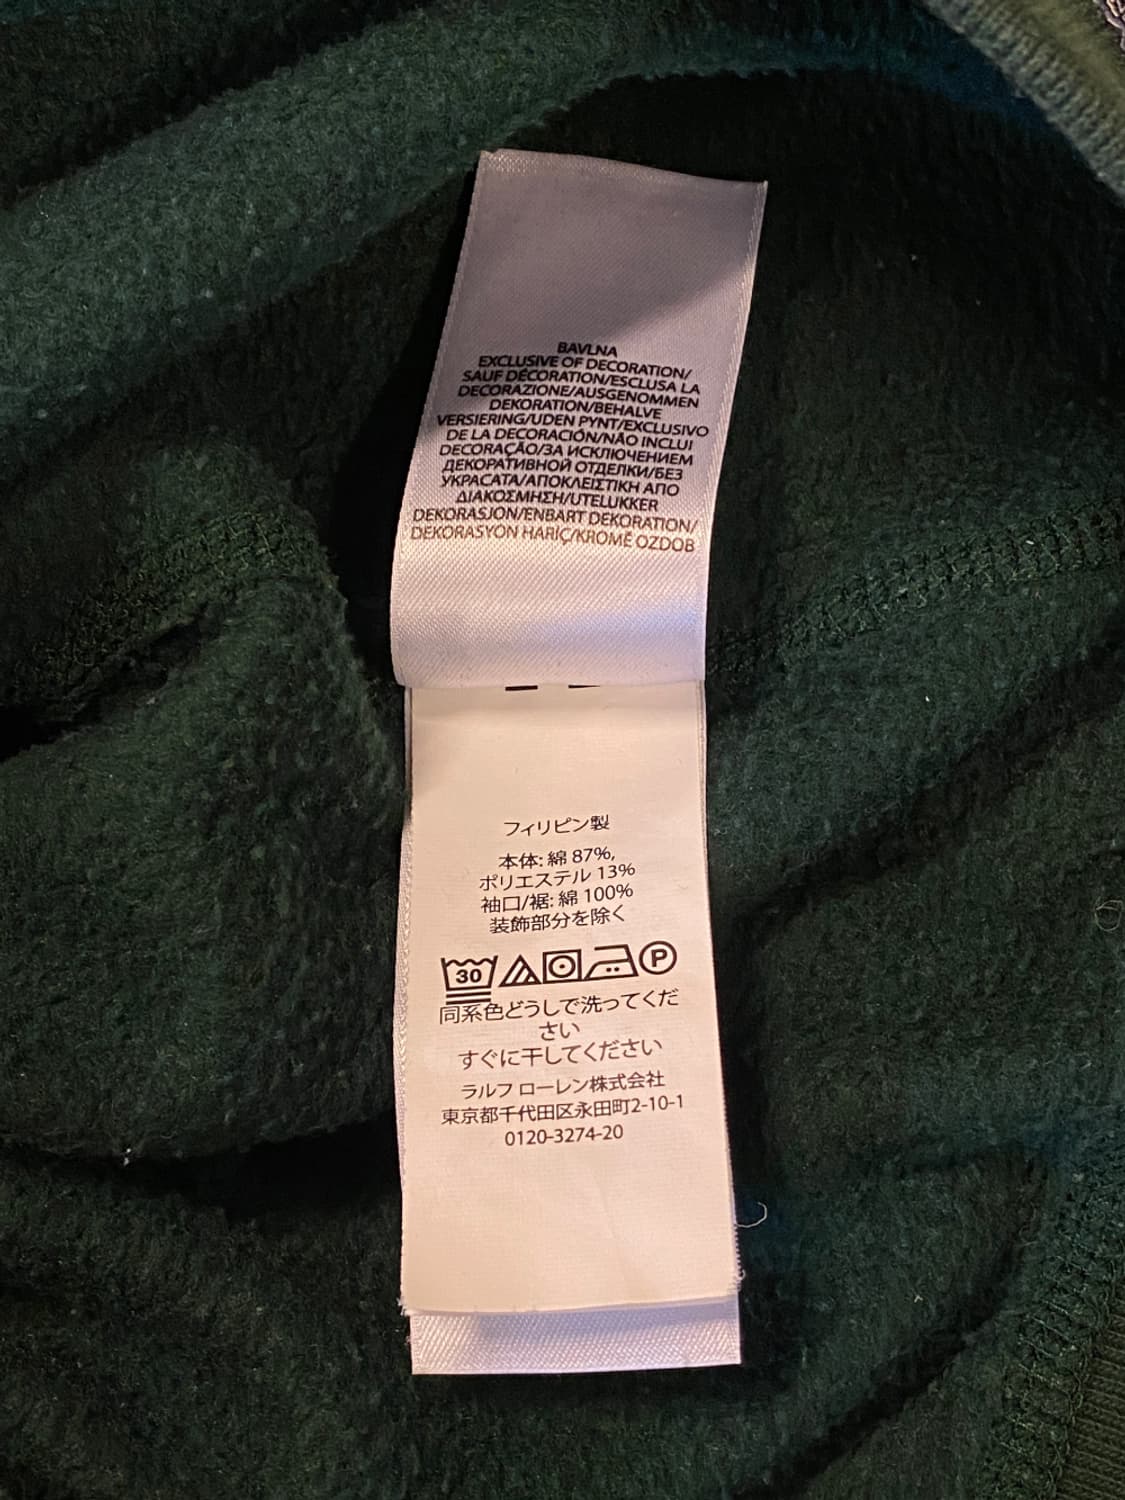 BAVLNA
EXCLUSIVE OF DECORATION/
SAUF DÉCORATION/ESCLUSA LA
DECORAZIONE/AUSGENOMMEN
DEKORATION/BEHALVE
VERSIERING/UDEN PYNT/EXCLUSIVO
DE LA DECORACIÓN/NÃO INCLUI
DECORAÇÃO/ЗА ИСКЛЮЧЕНИЕМ
ДЕКОРАТИВНОЙ ОТДЕЛКИ/БЕЗ
УКРАСАТА/ΑΠΟΚΛΕΙΣΤΙΚΗ ΑΠΟ
ΔΙΑΚΟΣΜΗΣΗ/UTELUKKER
DEKORASJON/ENBART DEKORATION/
DEKORASYON HARİÇ/KROMĚ OZDOB
フィリピン製
本体: 綿 87%,
ポリエステル 13%
袖口/裾: 綿 100%
装飾部分を除く
30 P
同系色どうしで洗ってくだ
さい
すぐに干してください
ラルフ ローレン株式会社
東京都千代田区永田町2-10-1
0120-3274-20